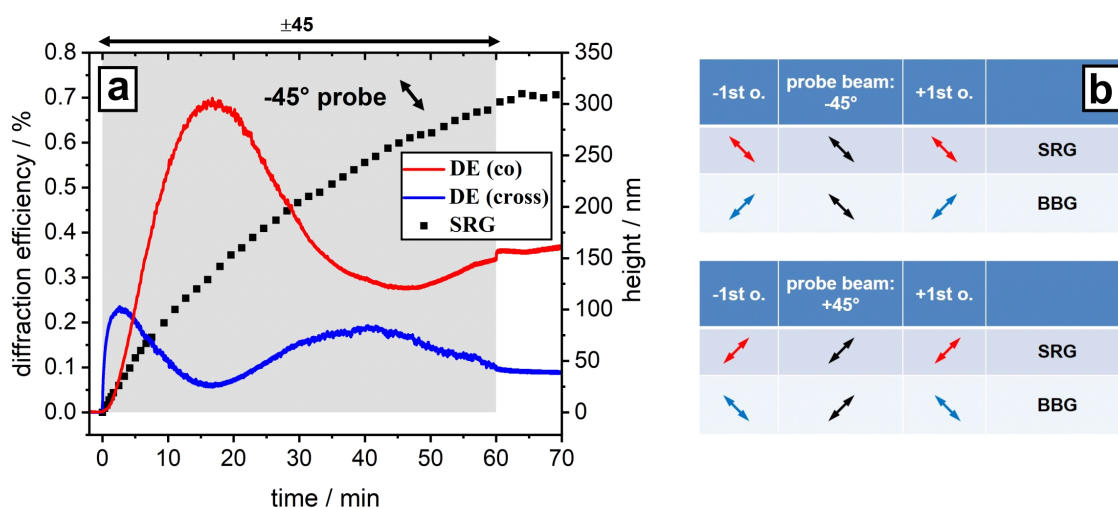 ±45
a
-45° probe
DE (co)
DE (cross)
SRG
0.8
0.7
0.6
0.5
0.4
0.3
0.2
0.1
0.0
diffraction efficiency / %
350
300
250
200
150
100
50
0
height / nm
0 10 20 30 40 50 60 70
time / min
b
-1st o. probe beam: -45° +1st o.
SRG
BBG
-1st o. probe beam: +45° +1st o.
SRG
BBG